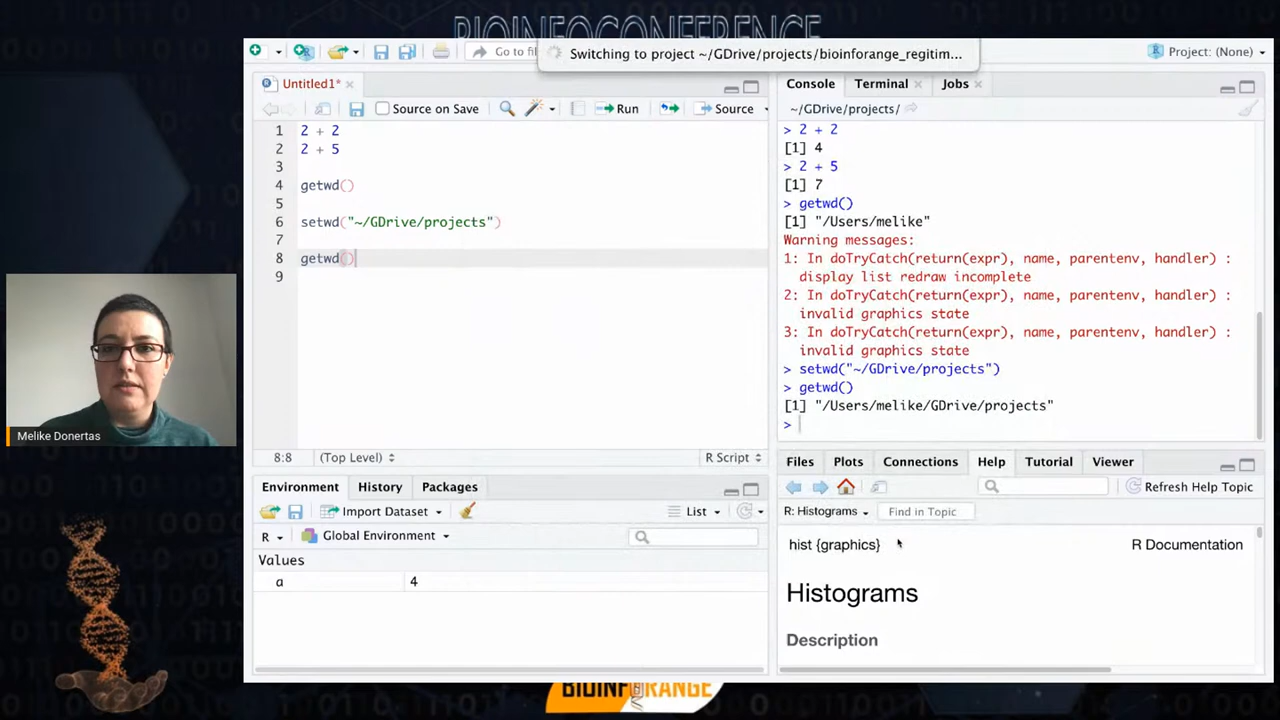 BIOINFOCONFERENCE
Switching to project ~/GDrive/projects/bioinforange_regitim...
Go to fil
Project: (None)
Untitled1*
Source on Save
Run
Source
1 2 + 2
2 2 + 5
3
4 getwd()
5
6 setwd("~/GDrive/projects")
7
8 getwd()
9
8:8 (Top Level) R Script
Console Terminal Jobs
~/GDrive/projects/
> 2 + 2
[1] 4
> 2 + 5
[1] 7
> getwd()
[1] "/Users/melike"
Warning messages:
1: In doTryCatch(return(expr), name, parentenv, handler) :
display list redraw incomplete
2: In doTryCatch(return(expr), name, parentenv, handler) :
invalid graphics state
3: In doTryCatch(return(expr), name, parentenv, handler) :
invalid graphics state
> setwd("~/GDrive/projects")
> getwd()
[1] "/Users/melike/GDrive/projects"
>
Melike Donertas
Environment History Packages
Import Dataset List
R Global Environment
Values
a 4
Files Plots Connections Help Tutorial Viewer
Refresh Help Topic
R: Histograms Find in Topic
hist {graphics} R Documentation
Histograms
Description
BIOINFORANGE